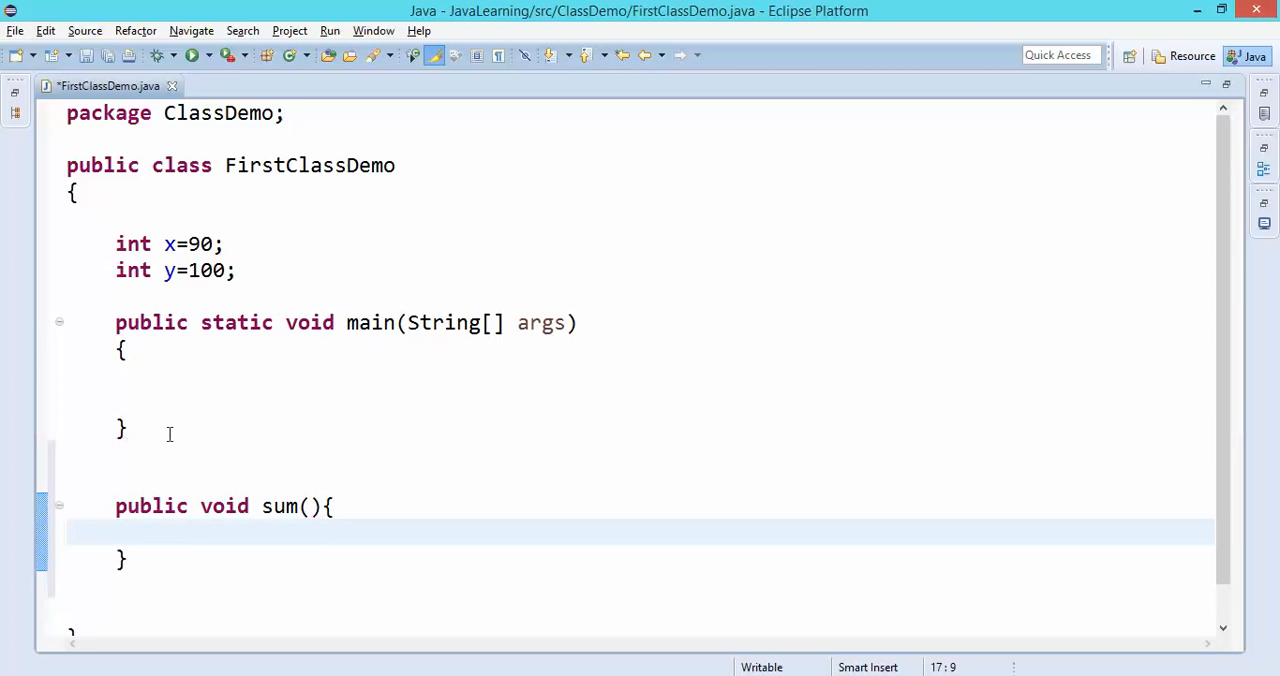 Java - JavaLearning/src/ClassDemo/FirstClassDemo.java - Eclipse Platform
File Edit Source Refactor Navigate Search Project Run Window Help
Quick Access Resource Java
*FirstClassDemo.java
package ClassDemo;
public class FirstClassDemo
{
int x=90;
int y=100;
public static void main(String[] args)
{
}
public void sum(){
}
}
Writable Smart Insert 17 : 9